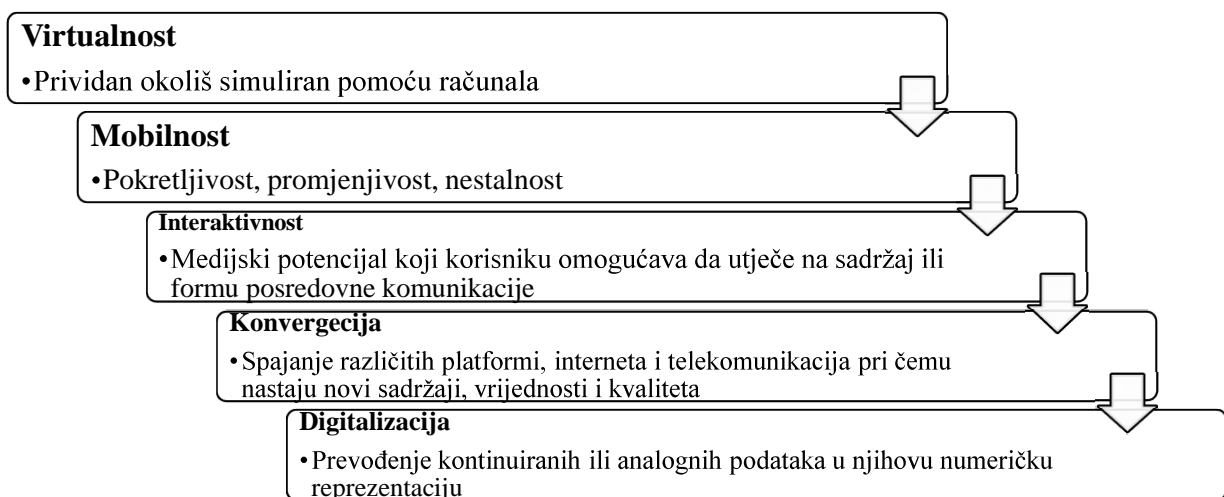 Virtualnost
•Prividan okoliš simuliran pomoću računala
Mobilnost
•Pokretljivost, promjenjivost, nestalnost
Interaktivnost
•Medijski potencijal koji korisniku omogućava da utječe na sadržaj ili
formu posredovne komunikacije
Konvergecija
•Spajanje različitih platformi, interneta i telekomunikacija pri čemu
nastaju novi sadržaji, vrijednosti i kvaliteta
Digitalizacija
•Prevođenje kontinuiranih ili analognih podataka u njihovu numeričku
reprezentaciju